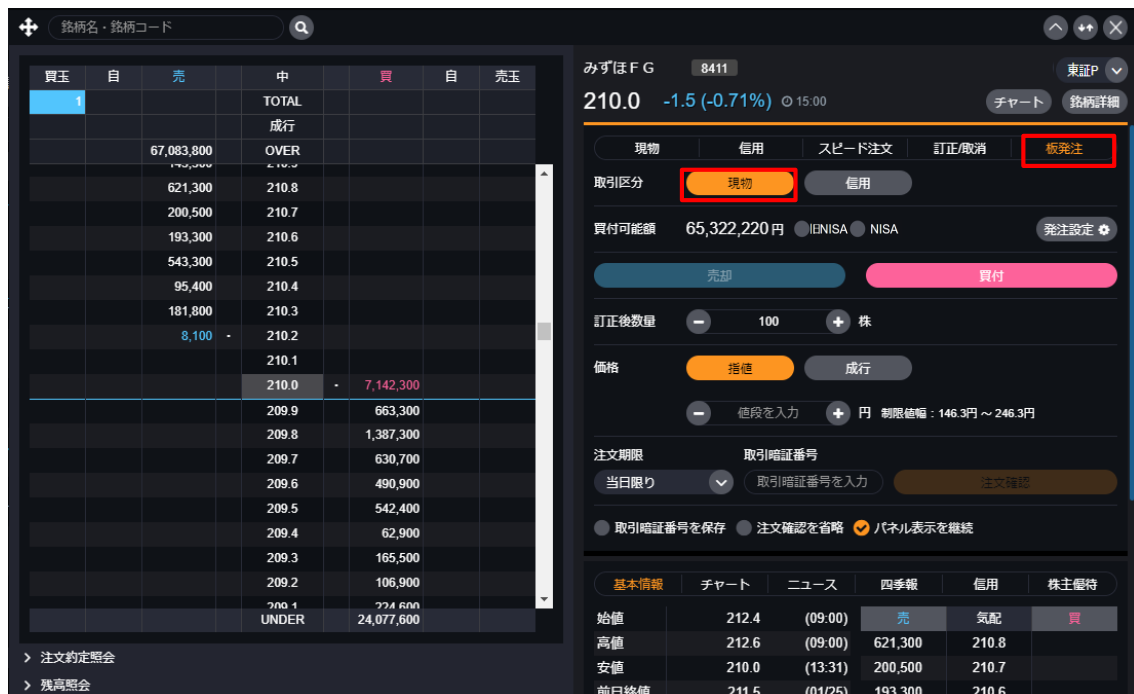 銘柄名・銘柄コード
買玉 自 売 中 買 自 売玉
1 TOTAL
成行
67,083,800 OVER
621,300 210.8
200,500 210.7
193,300 210.6
543,300 210.5
95,400 210.4
181,800 210.3
8,100 - 210.2
210.1
210.0 - 7,142,300
209.9 663,300
209.8 1,387,300
209.7 630,700
209.6 490,900
209.5 542,400
209.4 62,900
209.3 165,500
209.2 106,900
209.1 224,600
UNDER 24,077,600
> 注文約定照会
> 残高照会
みずほＦＧ 8411 東証P
210.0 -1.5 (-0.71%) 15:00 チャート 銘柄詳細
現物 信用 スピード注文 訂正/取消 板発注
取引区分 現物 信用
買付可能額 65,322,220円 旧NISA NISA 発注設定
売却 買付
訂正後数量 100 株
価格 指値 成行
値段を入力 円 制限値幅：146.3円～246.3円
注文期限 取引暗証番号
当日限り 取引暗証番号を入力 注文確認
取引暗証番号を保存 注文確認を省略 パネル表示を継続
基本情報 チャート ニュース 四季報 信用 株主優待
始値 212.4 (09:00) 売 気配 買
高値 212.6 (09:00) 621,300 210.8
安値 210.0 (13:31) 200,500 210.7
前日終値 211.5 (01/25) 193,300 210.6